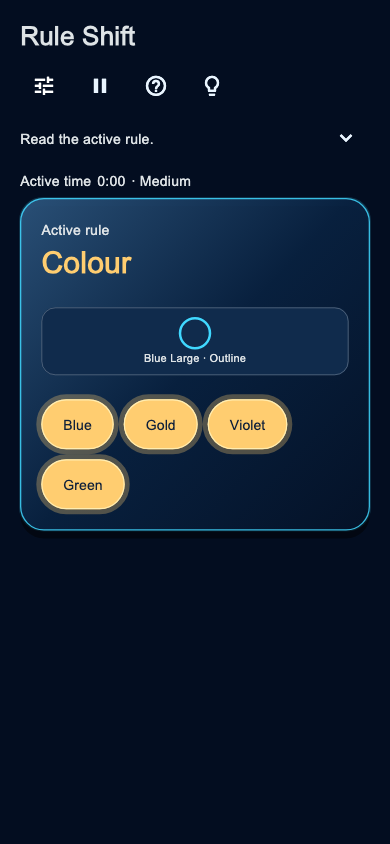 Rule Shift
Read the active rule.
Active time 0:00 · Medium
Active rule
Colour
Blue Large · Outline
Blue
Gold
Violet
Green